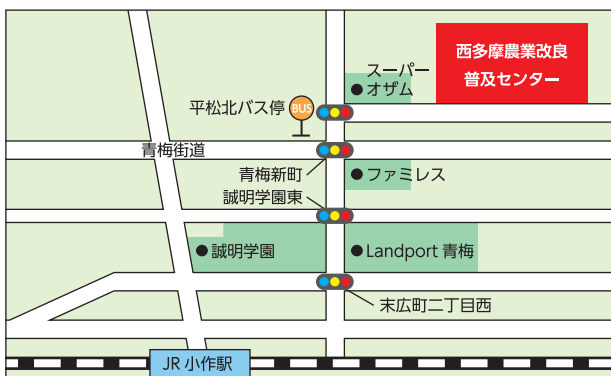 西多摩農業改良
普及センター
スーパー
オザム
平松北バス停
BUS
青梅街道
青梅新町
ファミレス
誠明学園東
誠明学園
Landport 青梅
末広町二丁目西
JR 小作駅